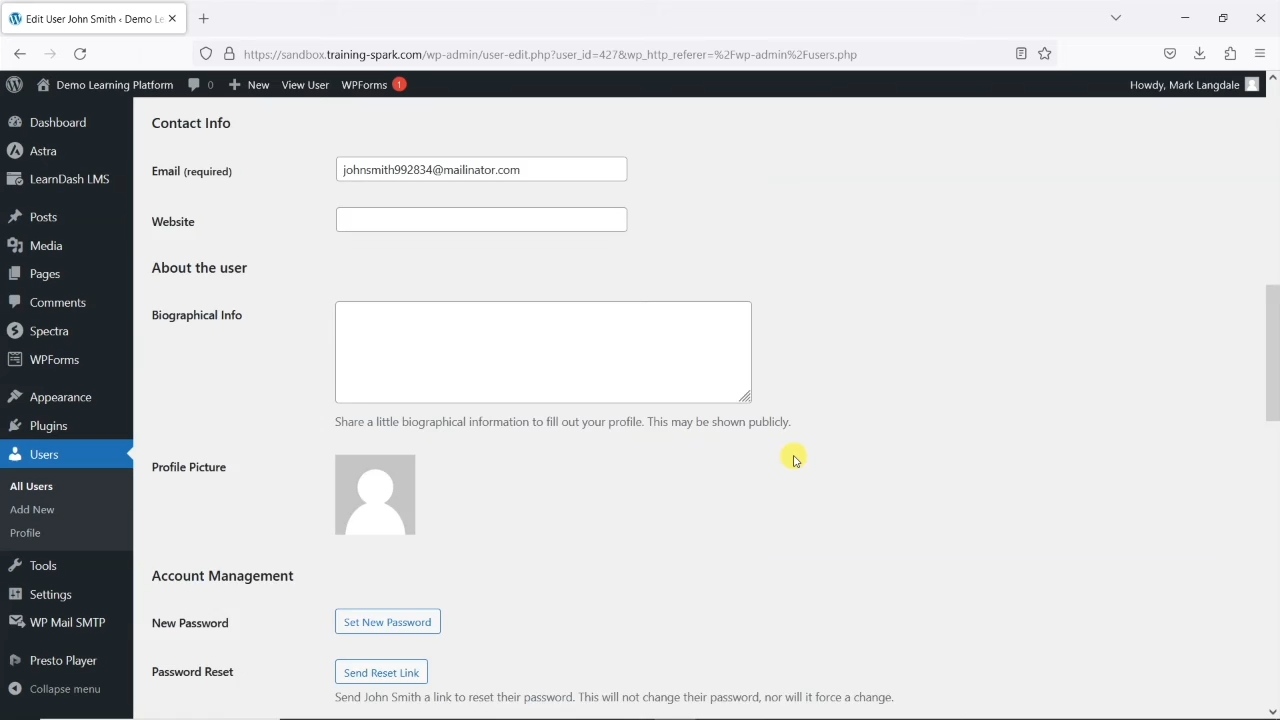 Edit User John Smith ‹ Demo Le
https://sandbox.training-spark.com/wp-admin/user-edit.php?user_id=427&wp_http_referer=%2Fwp-admin%2Fusers.php
Demo Learning Platform 0 New View User WPForms 1 Howdy, Mark Langdale
Dashboard
Astra
LearnDash LMS
Posts
Media
Pages
Comments
Spectra
WPForms
Appearance
Plugins
Users
All Users
Add New
Profile
Tools
Settings
WP Mail SMTP
Presto Player
Collapse menu
Contact Info
Email (required) johnsmith992834@mailinator.com
Website
About the user
Biographical Info
Share a little biographical information to fill out your profile. This may be shown publicly.
Profile Picture
Account Management
New Password Set New Password
Password Reset Send Reset Link
Send John Smith a link to reset their password. This will not change their password, nor will it force a change.